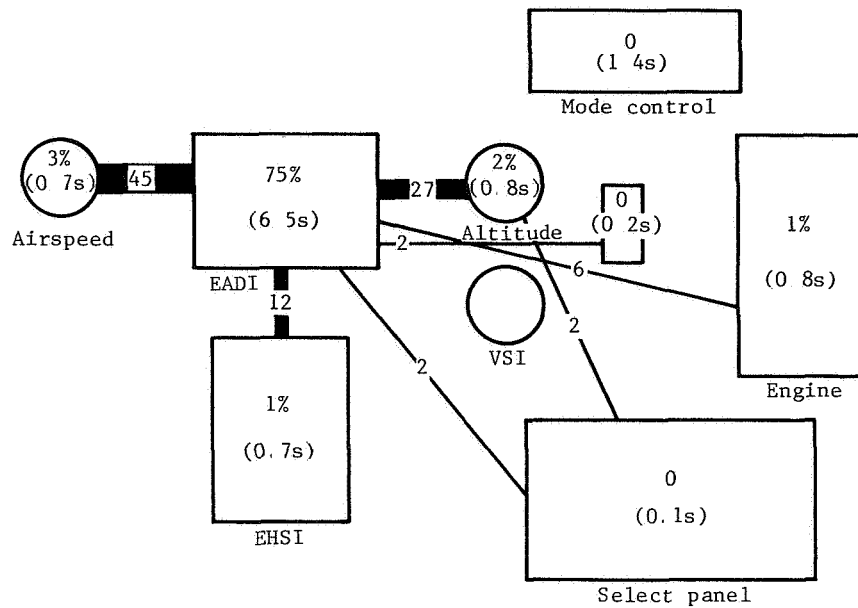 0
(1 4s)
Mode control
3%
(0 7s)
45
Airspeed
75%
(6 5s)
EADI
27
2%
(0.8s)
Altitude
0
(0 2s)
2
6
1%
(0 8s)
Engine
12
VSI
2
2
1%
(0.7s)
EHSI
0
(0.1s)
Select panel